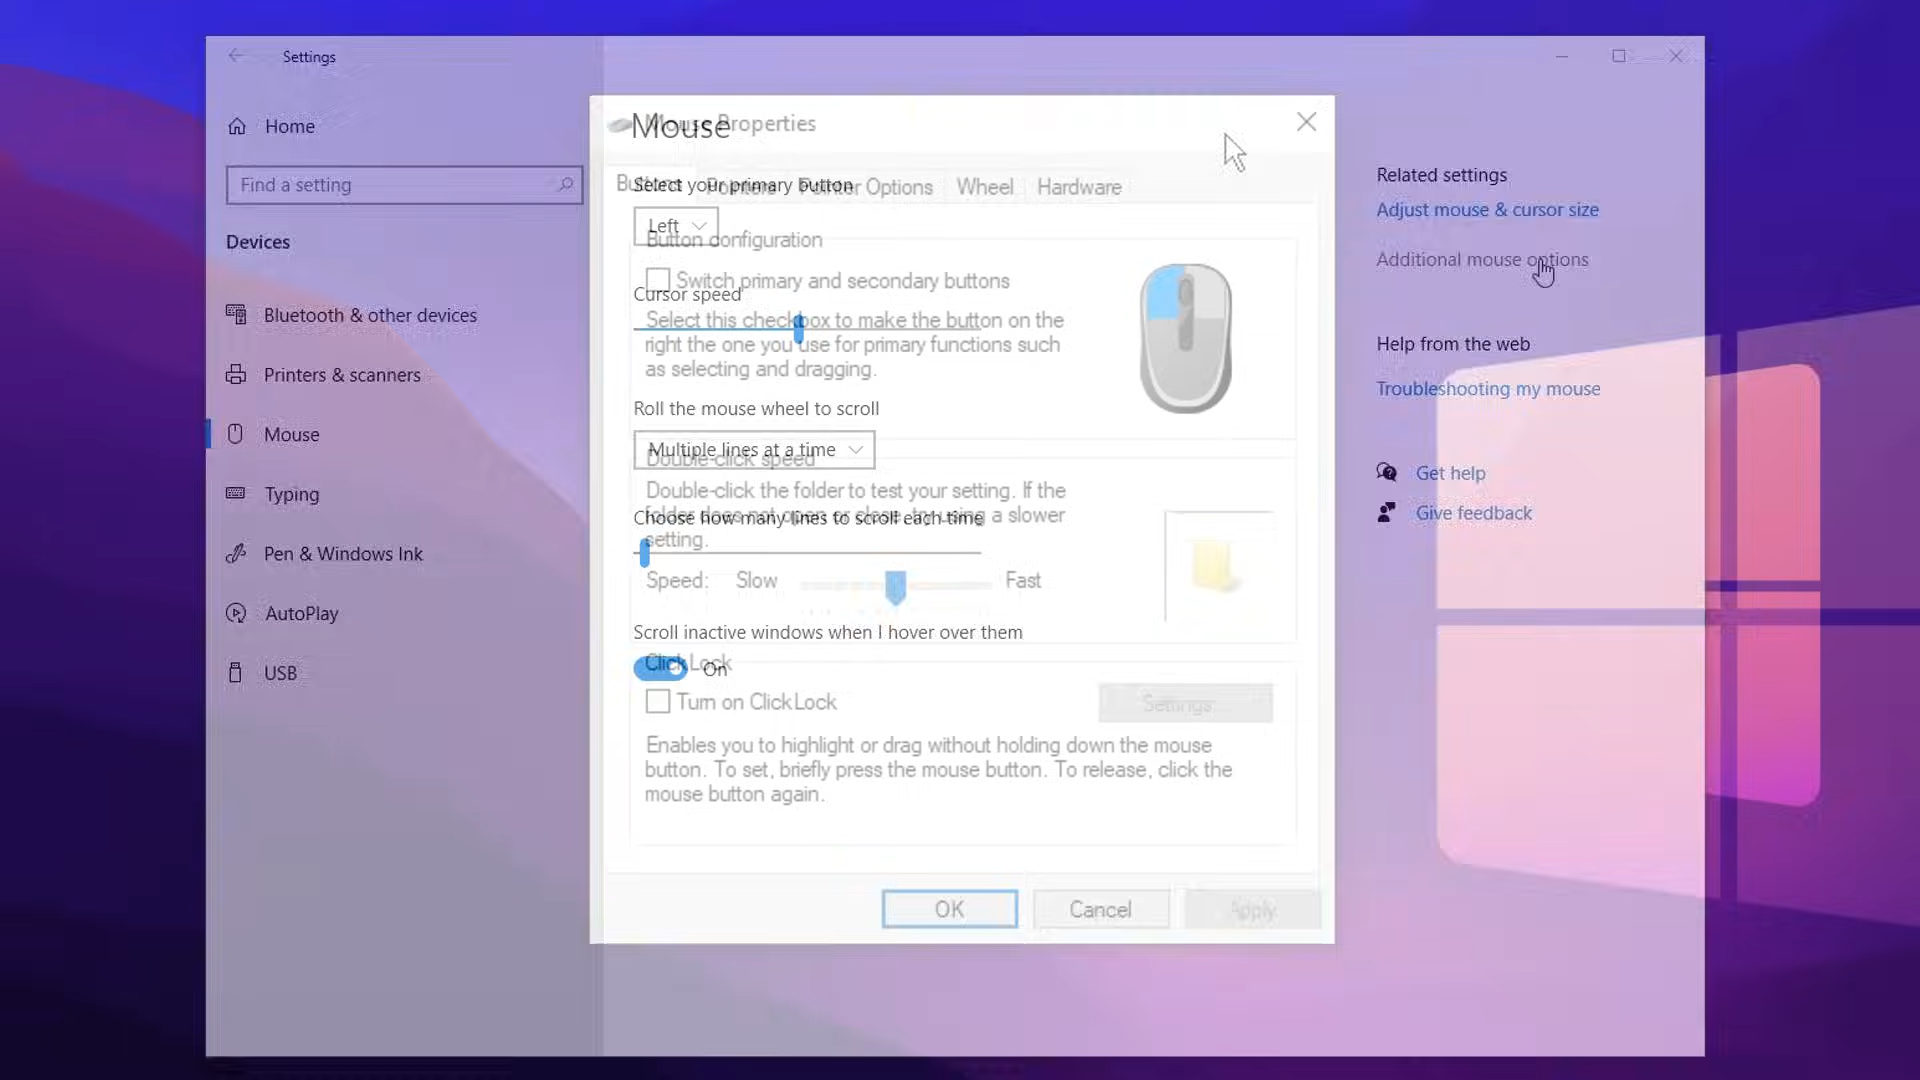 Settings
Home
Find a setting
Devices
Bluetooth & other devices
Printers & scanners
Mouse
Typing
Pen & Windows Ink
AutoPlay
USB
Mouse
Mouse Properties
Select your primary button
Buttons
Pointers
Pointer Options
Wheel
Hardware
Left
Button configuration
Switch primary and secondary buttons
Cursor speed
Select this checkbox to make the button on the
right the one you use for primary functions such
as selecting and dragging.
Roll the mouse wheel to scroll
Multiple lines at a time
Double-click speed
Double-click the folder to test your setting. If the
folder does not open or close, try using a slower
setting.
Choose how many lines to scroll each time
Speed: Slow Fast
Scroll inactive windows when I hover over them
ClickLock
On
Turn on ClickLock
Settings
Enables you to highlight or drag without holding down the mouse
button. To set, briefly press the mouse button. To release, click the
mouse button again.
OK
Cancel
Apply
Related settings
Adjust mouse & cursor size
Additional mouse options
Help from the web
Troubleshooting my mouse
Get help
Give feedback